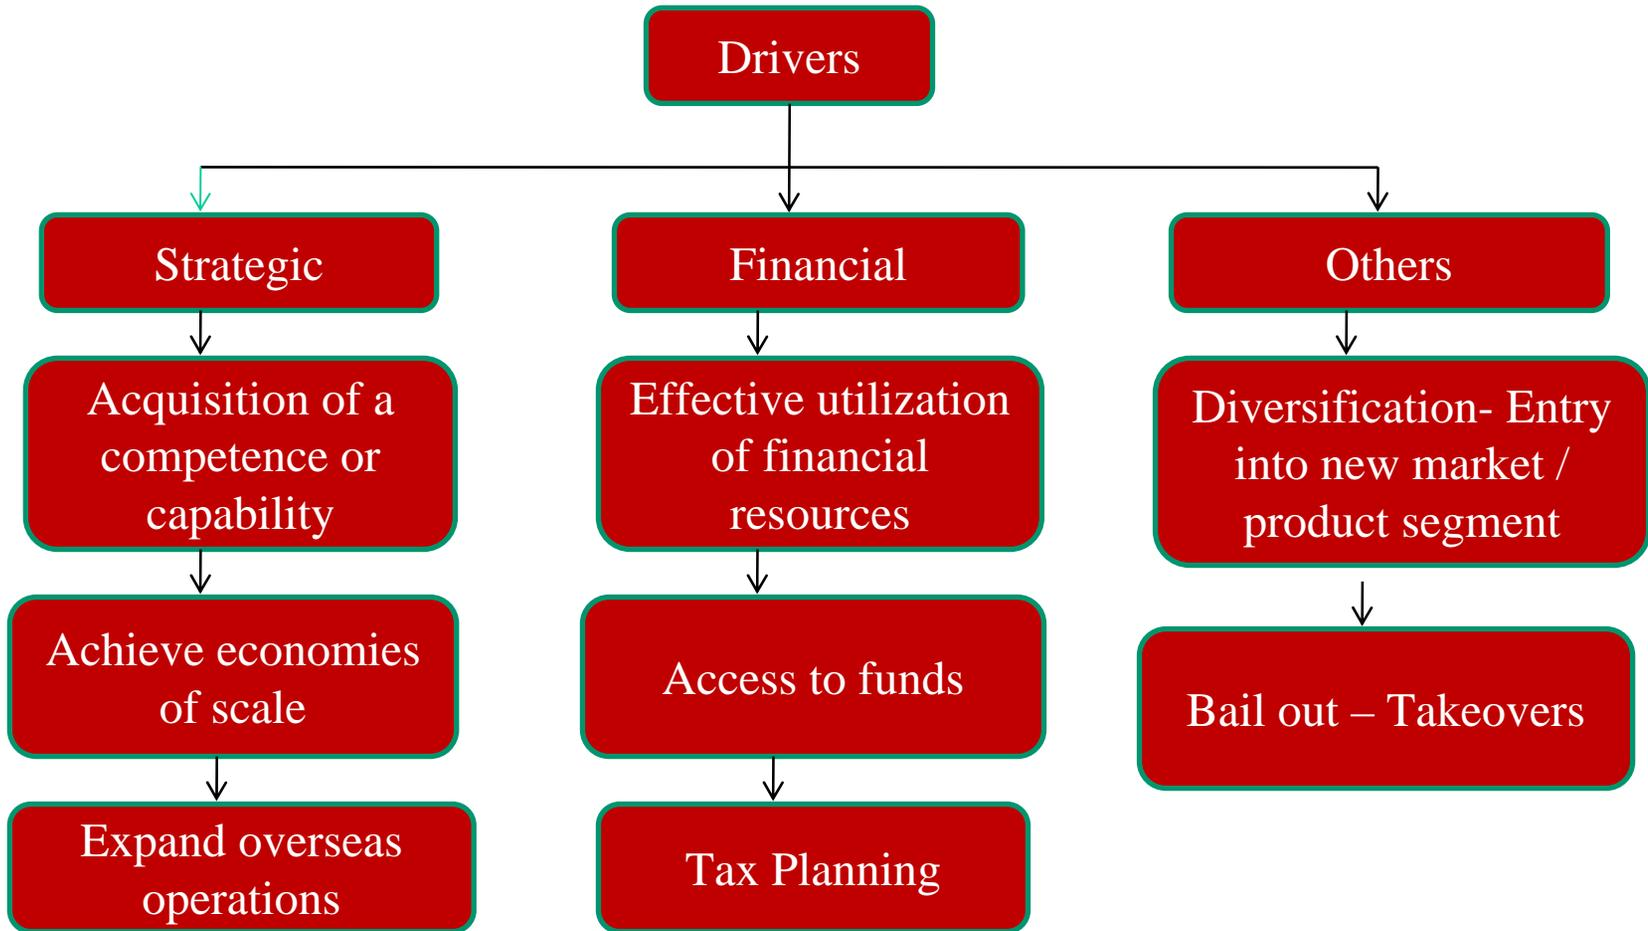 Drivers
Strategic
Financial
Others
Acquisition of a
competence or
capability
Effective utilization
of financial
resources
Diversification- Entry
into new market /
product segment
Achieve economies
of scale
Access to funds
Bail out – Takeovers
Expand overseas
operations
Tax Planning